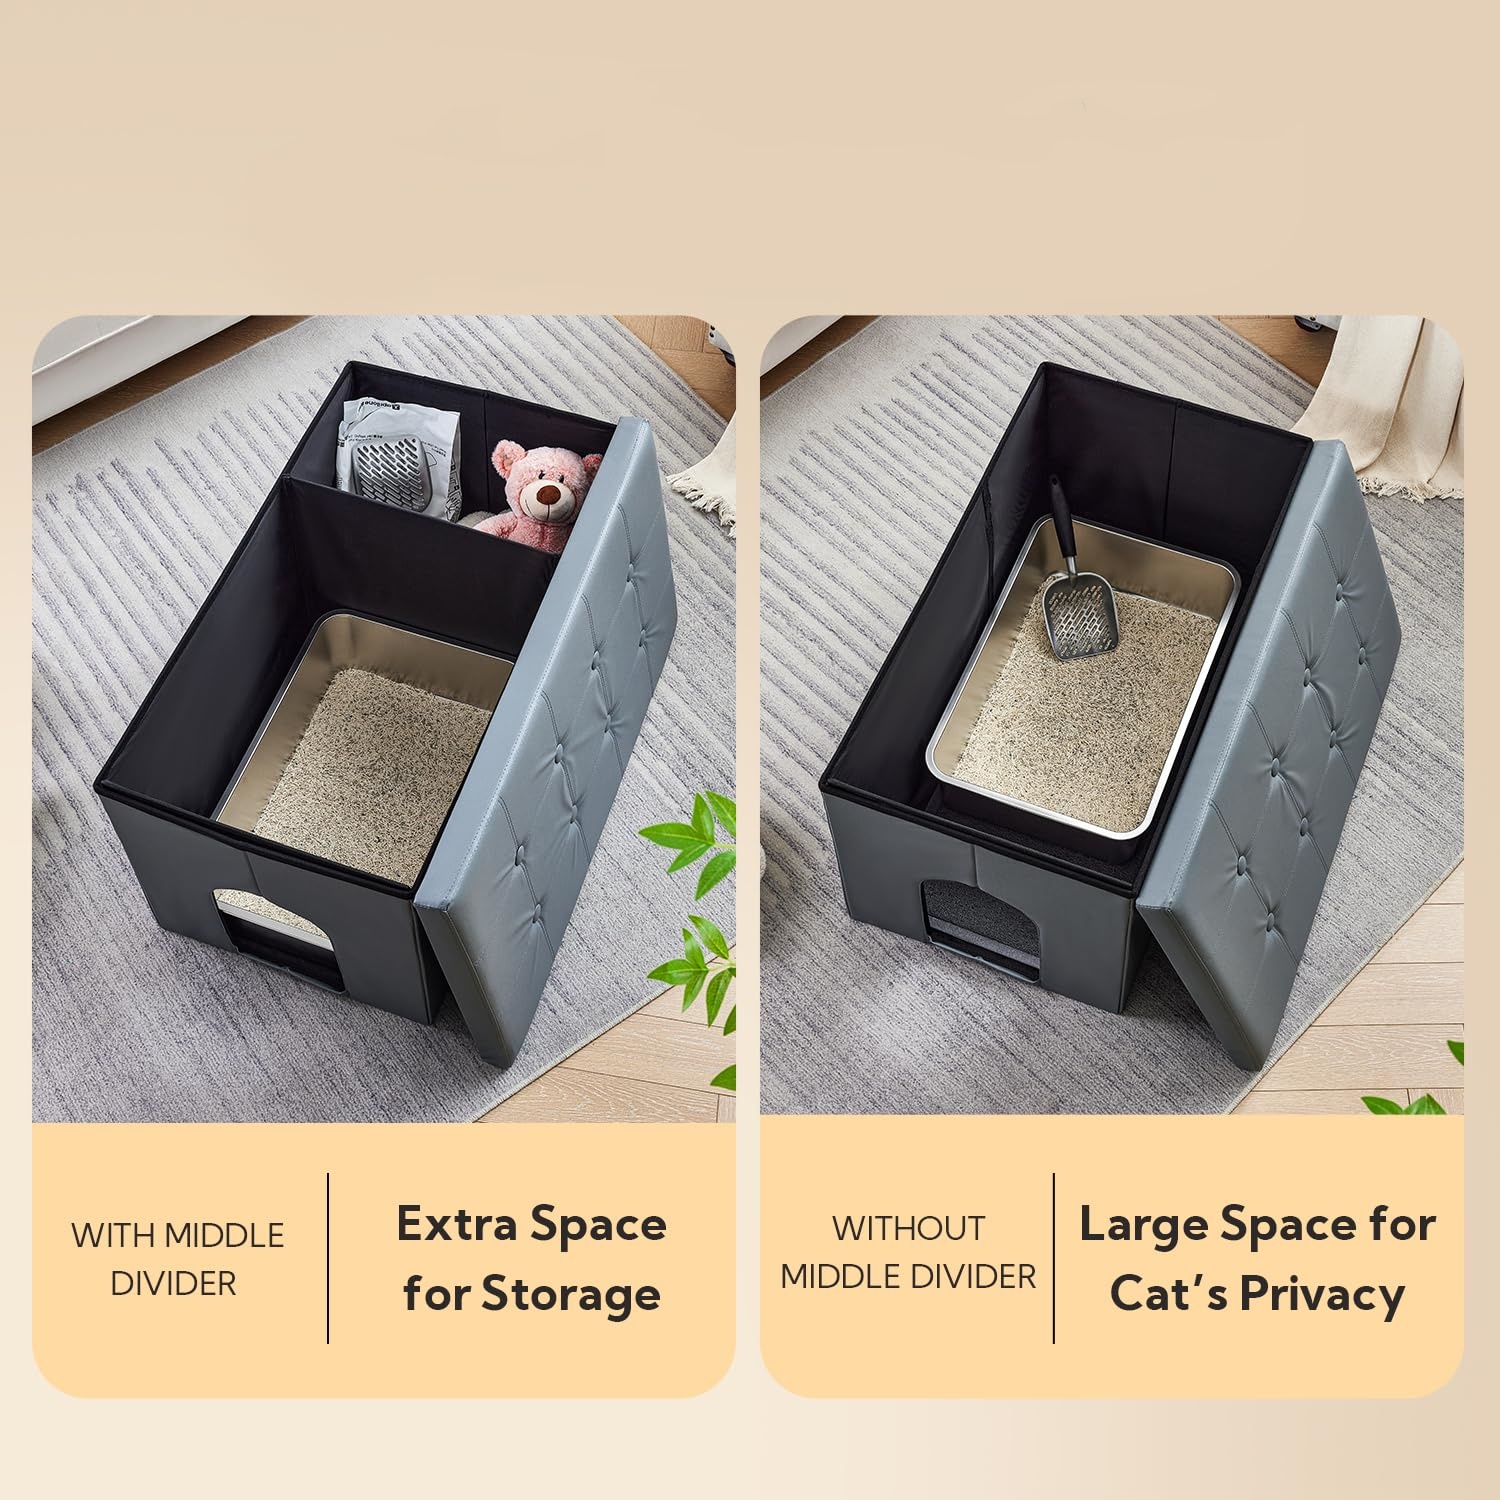 WITH MIDDLE
DIVIDER
Extra Space
for Storage
WITHOUT
MIDDLE DIVIDER
Large Space for
Cat's Privacy